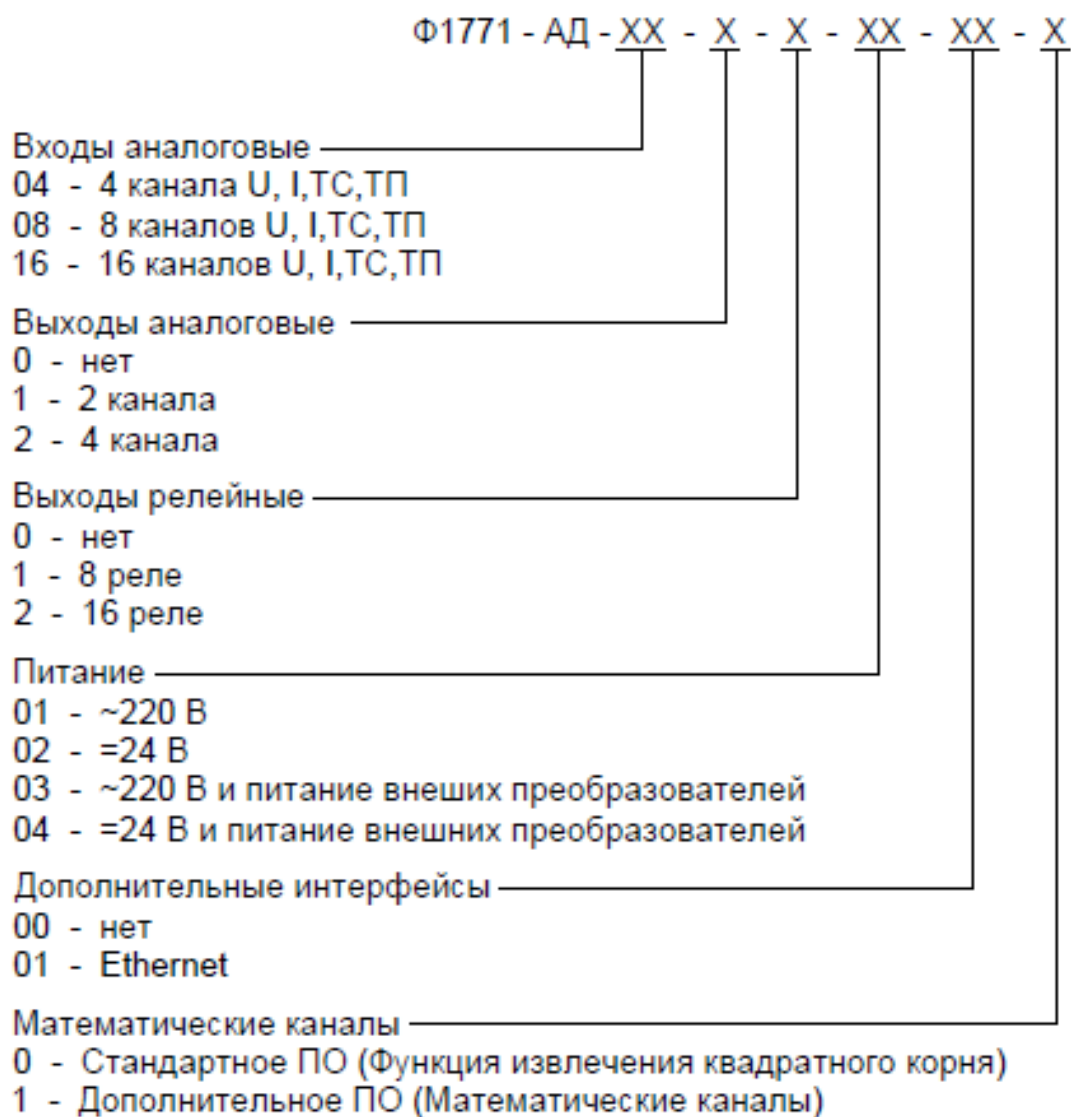 Ф1771 - АД - XX - X - X - XX - XX - X
Входы аналоговые
04 - 4 канала U, I,ТС,ТП
08 - 8 каналов U, I,ТС,ТП
16 - 16 каналов U, I,ТС,ТП
Выходы аналоговые
0 - нет
1 - 2 канала
2 - 4 канала
Выходы релейные
0 - нет
1 - 8 реле
2 - 16 реле
Питание
01 - ~220 В
02 - =24 В
03 - ~220 В и питание внеших преобразователей
04 - =24 В и питание внешних преобразователей
Дополнительные интерфейсы
00 - нет
01 - Ethernet
Математические каналы
0 - Стандартное ПО (Функция извлечения квадратного корня)
1 - Дополнительное ПО (Математические каналы)